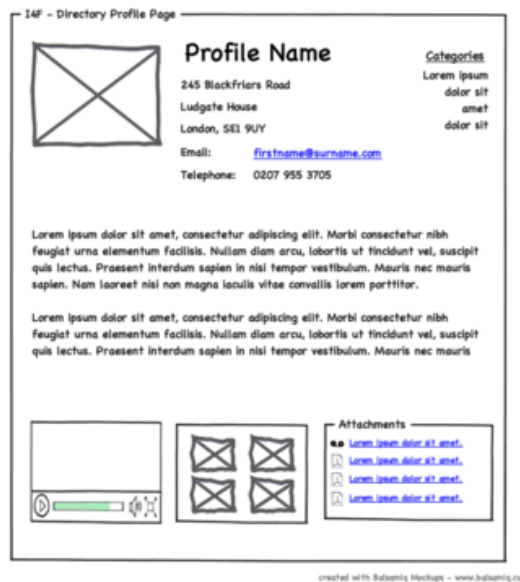 I4F - Directory Profile Page
Profile Name
245 Blackfriars Road
Ludgate House
London, SE1 9UY
Email: firstname@surname.com
Telephone: 0207 955 3705
Categories
Lorem ipsum
dolor sit
amet
dolor sit
Lorem ipsum dolor sit amet, consectetur adipiscing elit. Morbi consectetur nibh
feugiat urna elementum facilisis. Nullam diam arcu, lobortis ut tincidunt vel, suscipit
quis lectus. Praesent interdum sapien in nisl tempor vestibulum. Mauris nec mauris
sapien. Nam laoreet nisl non magna iaculis vitae convallis lorem porttitor.
Lorem ipsum dolor sit amet, consectetur adipiscing elit. Morbi consectetur nibh
feugiat urna elementum facilisis. Nullam diam arcu, lobortis ut tincidunt vel, suscipit
quis lectus. Praesent interdum sapien in nisl tempor vestibulum. Mauris nec mauris
Attachments
Lorem ipsum dolor sit amet.
Lorem ipsum dolor sit amet.
Lorem ipsum dolor sit amet.
Lorem ipsum dolor sit amet.
created with Balsamiq Mockups - www.balsamiq.co